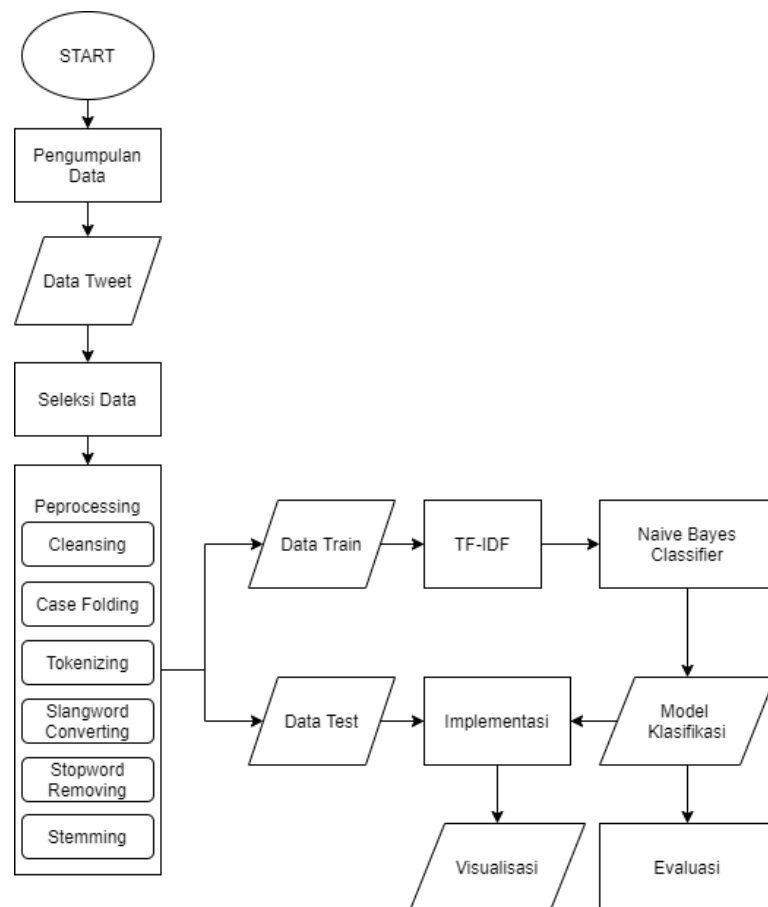 START
Pengumpulan
Data
Data Tweet
Seleksi Data
Peprocessing
Cleansing
Case Folding
Tokenizing
Slangword
Converting
Stopword
Removing
Stemming
Data Train
TF-IDF
Naive Bayes
Classifier
Data Test
Implementasi
Model
Klasifikasi
Visualisasi
Evaluasi